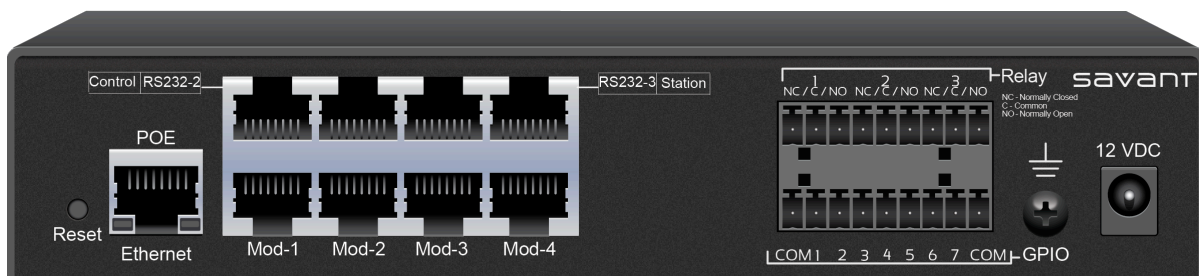 Control RS232-2
RS232-3 Station
1 2 3
NC/C/NO NC/C/NO NC/C/NO
Relay
savant
NC - Normally Closed
C - Common
NO - Normally Open
POE
12 VDC
Reset
Ethernet
Mod-1 Mod-2 Mod-3 Mod-4
COM 1 2 3 4 5 6 7 COM
GPIO